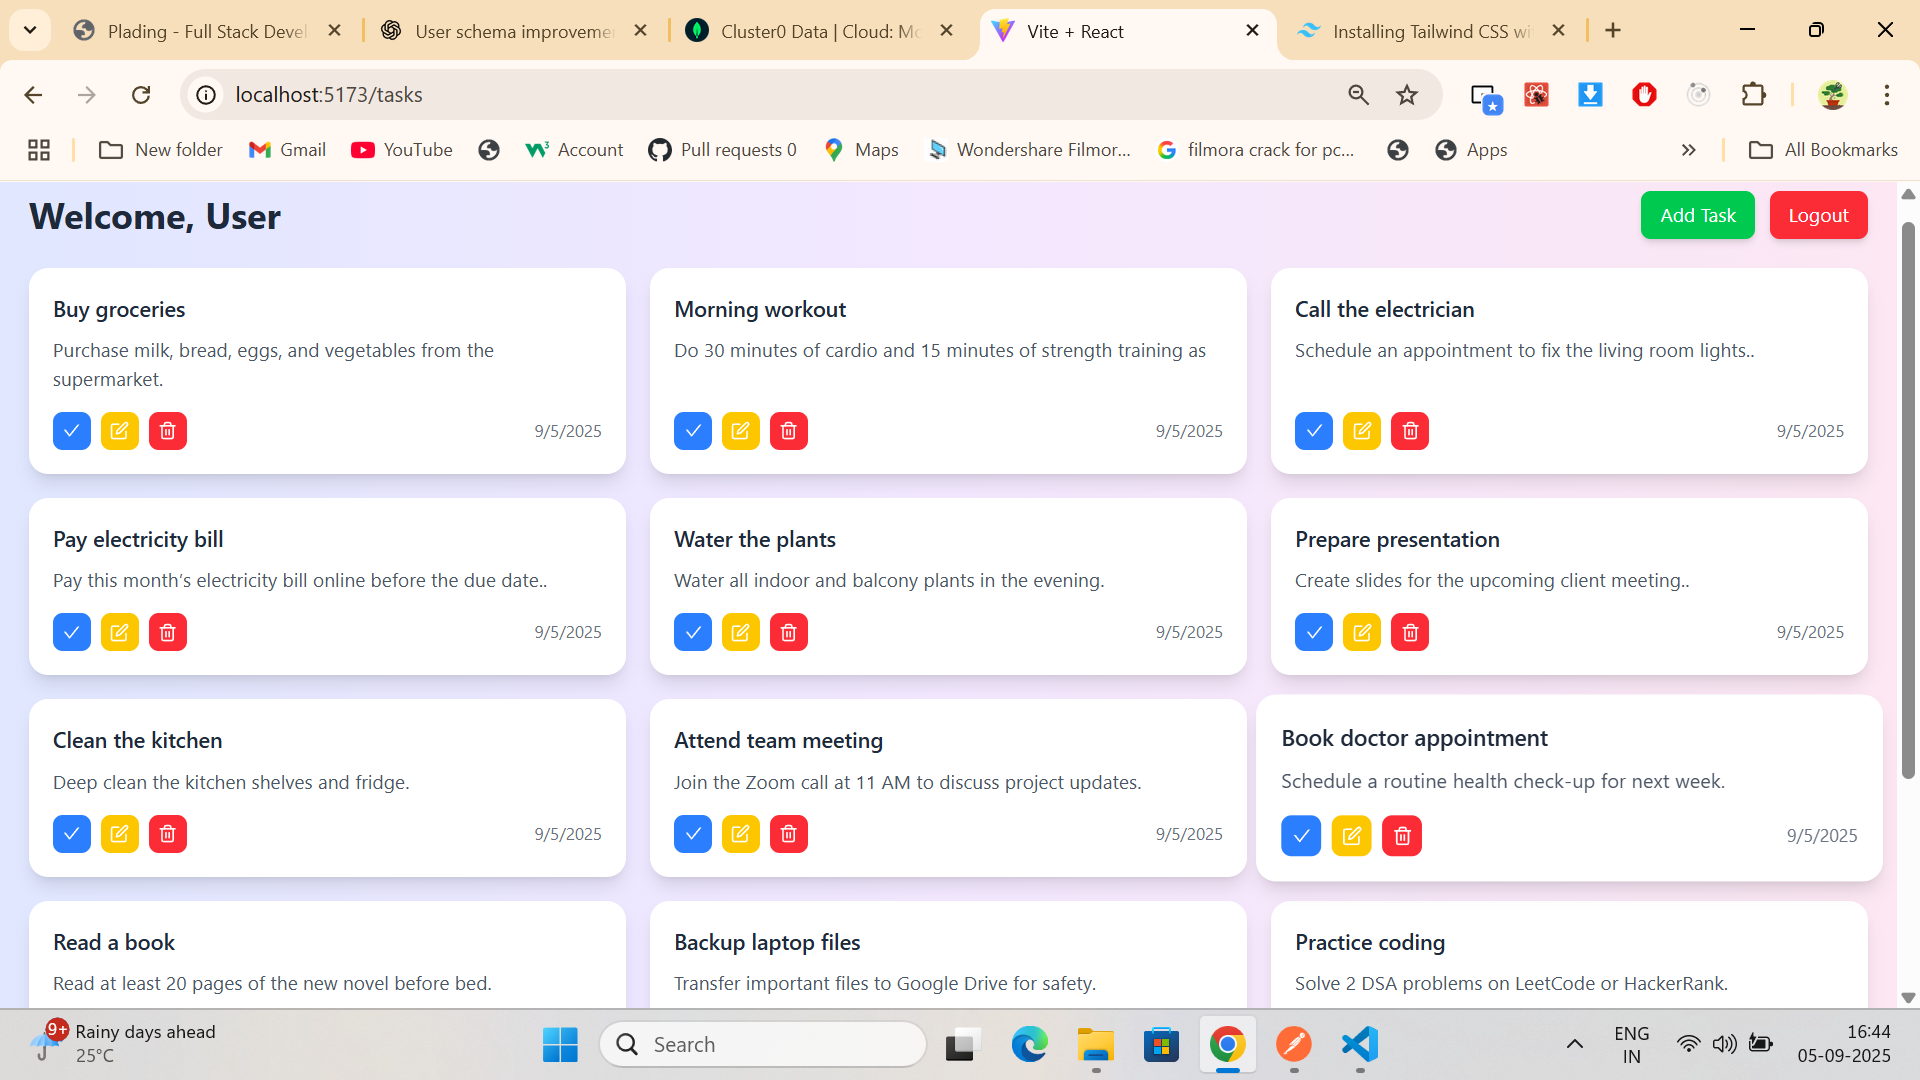 Plading - Full Stack Devel
User schema improvemen
Cluster0 Data | Cloud: Mo
Vite + React
Installing Tailwind CSS wi
localhost:5173/tasks
New folder
Gmail
YouTube
Account
Pull requests 0
Maps
Wondershare Filmor...
filmora crack for pc...
Apps
All Bookmarks
Welcome, User
Add Task
Logout
Buy groceries
Purchase milk, bread, eggs, and vegetables from the
supermarket.
9/5/2025
Morning workout
Do 30 minutes of cardio and 15 minutes of strength training as
9/5/2025
Call the electrician
Schedule an appointment to fix the living room lights..
9/5/2025
Pay electricity bill
Pay this month’s electricity bill online before the due date..
9/5/2025
Water the plants
Water all indoor and balcony plants in the evening.
9/5/2025
Prepare presentation
Create slides for the upcoming client meeting..
9/5/2025
Clean the kitchen
Deep clean the kitchen shelves and fridge.
9/5/2025
Attend team meeting
Join the Zoom call at 11 AM to discuss project updates.
9/5/2025
Book doctor appointment
Schedule a routine health check-up for next week.
9/5/2025
Read a book
Read at least 20 pages of the new novel before bed.
Backup laptop files
Transfer important files to Google Drive for safety.
Practice coding
Solve 2 DSA problems on LeetCode or HackerRank.
9+
Rainy days ahead
25°C
Search
ENG
IN
16:44
05-09-2025